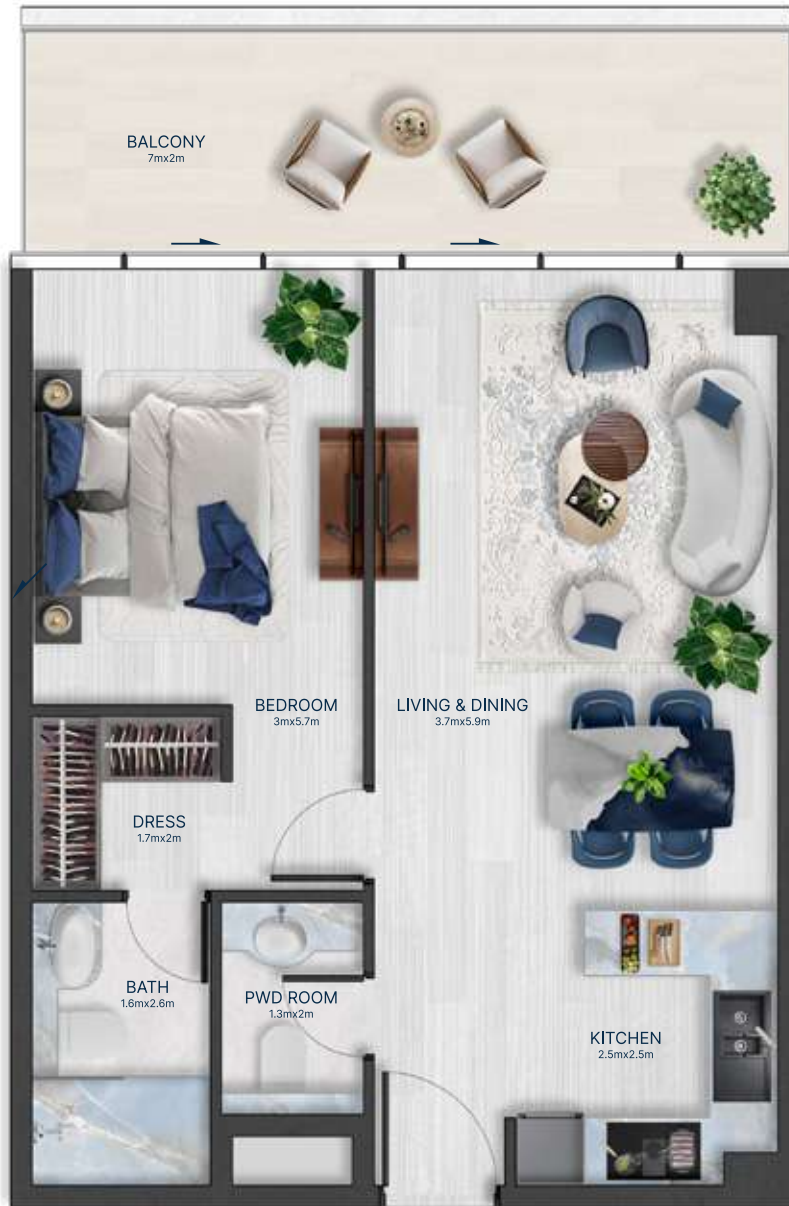 BALCONY
7mx2m
BEDROOM
3mx5.7m
LIVING & DINING
3.7mx5.9m
DRESS
1.7mx2m
BATH
1.6mx2.6m
PWD ROOM
1.3mx2m
KITCHEN
2.5mx2.5m